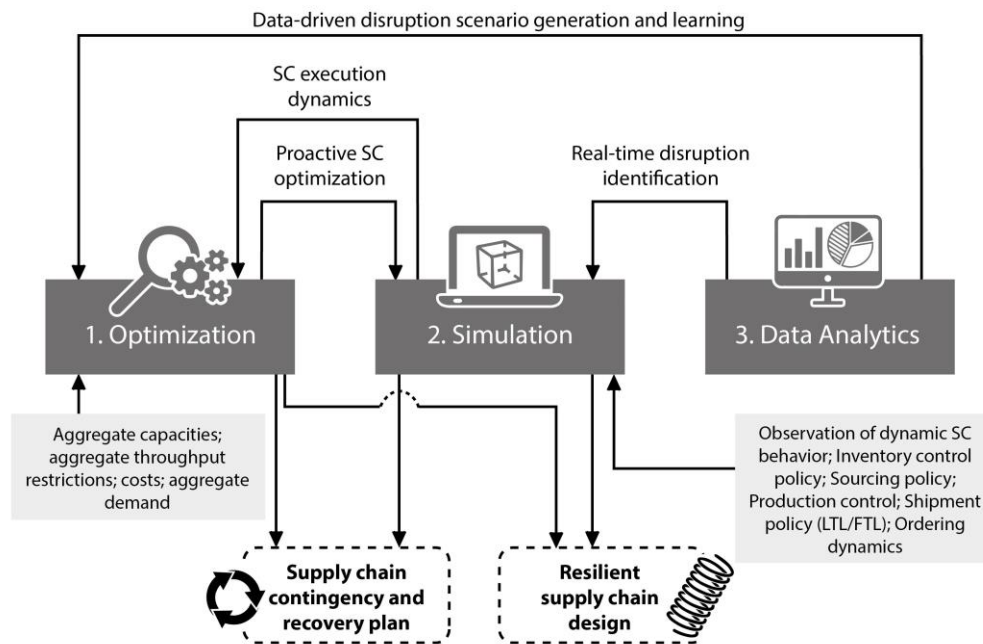 Data-driven disruption scenario generation and learning
SC execution
dynamics
Proactive SC
optimization
Real-time disruption
identification
1. Optimization
2. Simulation
3. Data Analytics
Aggregate capacities;
aggregate throughput
restrictions; costs; aggregate
demand
Observation of dynamic SC
behavior; Inventory control
policy; Sourcing policy;
Production control; Shipment
policy (LTL/FTL); Ordering
dynamics
Supply chain
contingency and
recovery plan
Resilient
supply chain
design